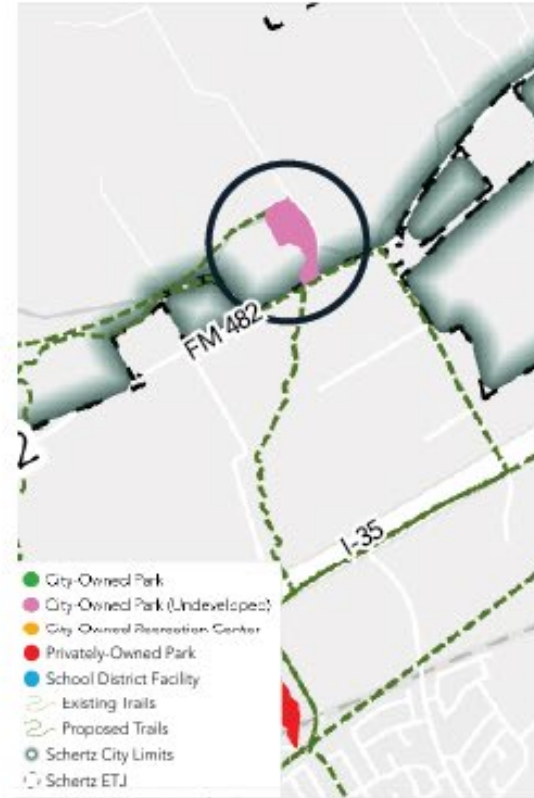 FM 482
2
I-35
City-Owned Park
City-Owned Park (Undeveloped)
City-Owned Recreation Center
Privately-Owned Park
School District Facility
Existing Trails
Proposed Trails
Schertz City Limits
Schertz ETJ